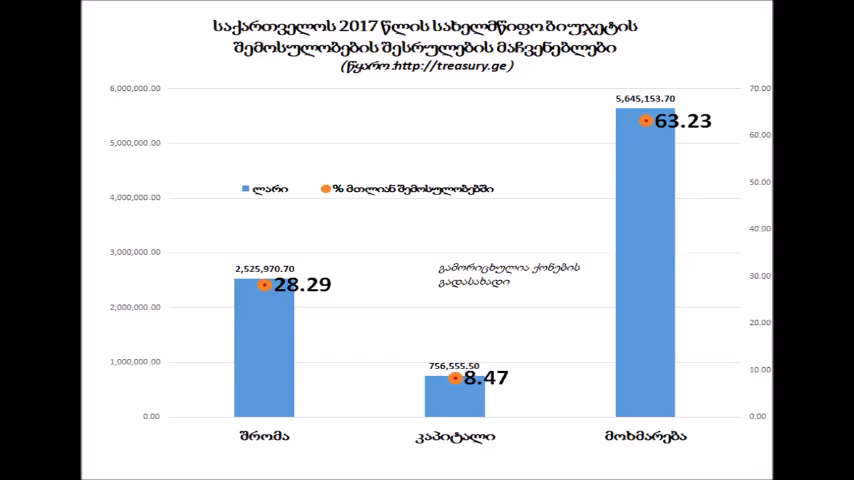 საქართველოს 2017 წლის სახელმწიფო ბიუჯეტის
შემოსულობების შესრულების მაჩვენებლები
(წყარო:http://treasury.ge)
6,000,000.00
5,000,000.00
4,000,000.00
3,000,000.00
2,000,000.00
1,000,000.00
0.00
70.00
60.00
50.00
40.00
30.00
20.00
10.00
0.00
ლარი
% მთლიან შემოსულობებში
5,645,153.70
63.23
2,525,970.70
28.29
გამორიცხულია ქონების
გადასახადი
756,555.50
8.47
შრომა
კაპიტალი
მოხმარება